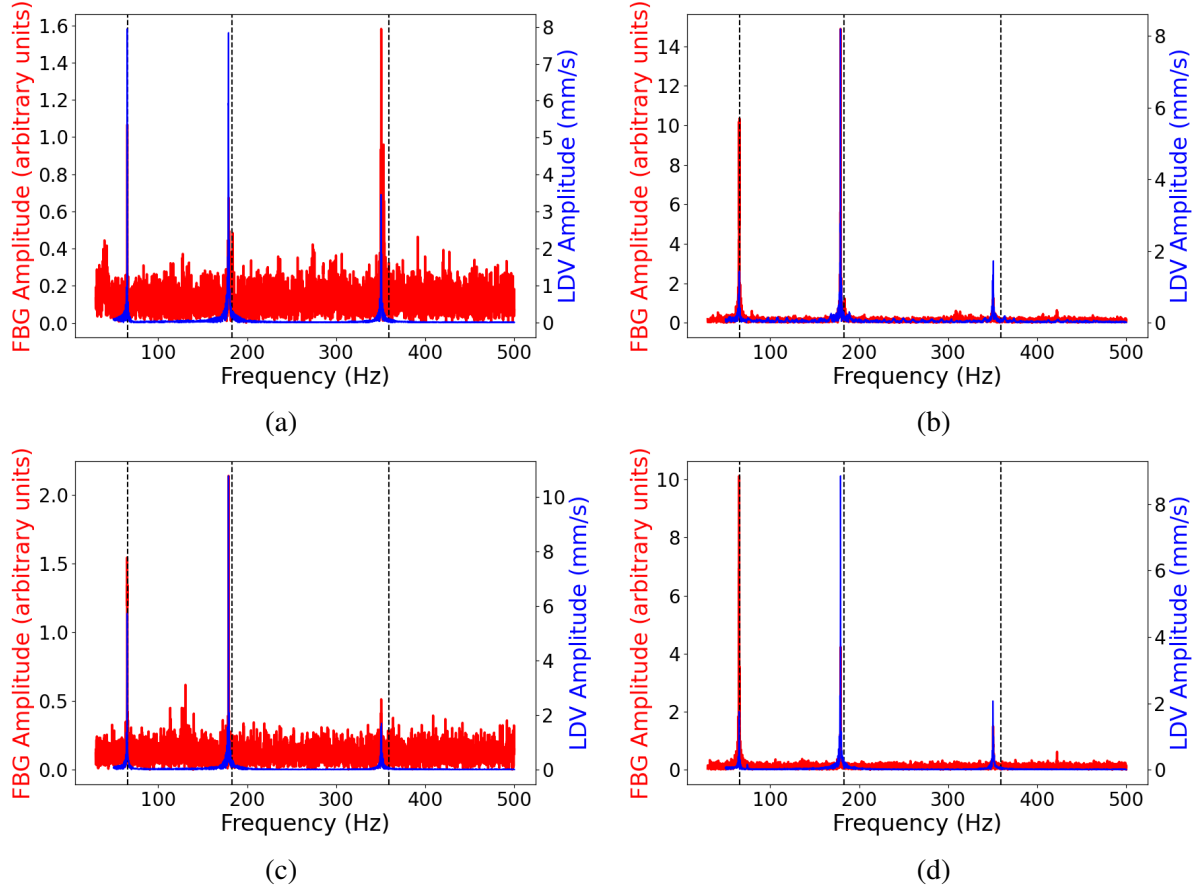 FBG Amplitude (arbitrary units)
1.6
1.4
1.2
1.0
0.8
0.6
0.4
0.2
0.0
8
7
6
5
4
3
2
1
0
LDV Amplitude (mm/s)
100 200 300 400 500
Frequency (Hz)
(a)
FBG Amplitude (arbitrary units)
14
12
10
8
6
4
2
0
8
6
4
2
0
LDV Amplitude (mm/s)
100 200 300 400 500
Frequency (Hz)
(b)
FBG Amplitude (arbitrary units)
2.0
1.5
1.0
0.5
0.0
10
8
6
4
2
0
LDV Amplitude (mm/s)
100 200 300 400 500
Frequency (Hz)
(c)
FBG Amplitude (arbitrary units)
10
8
6
4
2
0
8
6
4
2
0
LDV Amplitude (mm/s)
100 200 300 400 500
Frequency (Hz)
(d)